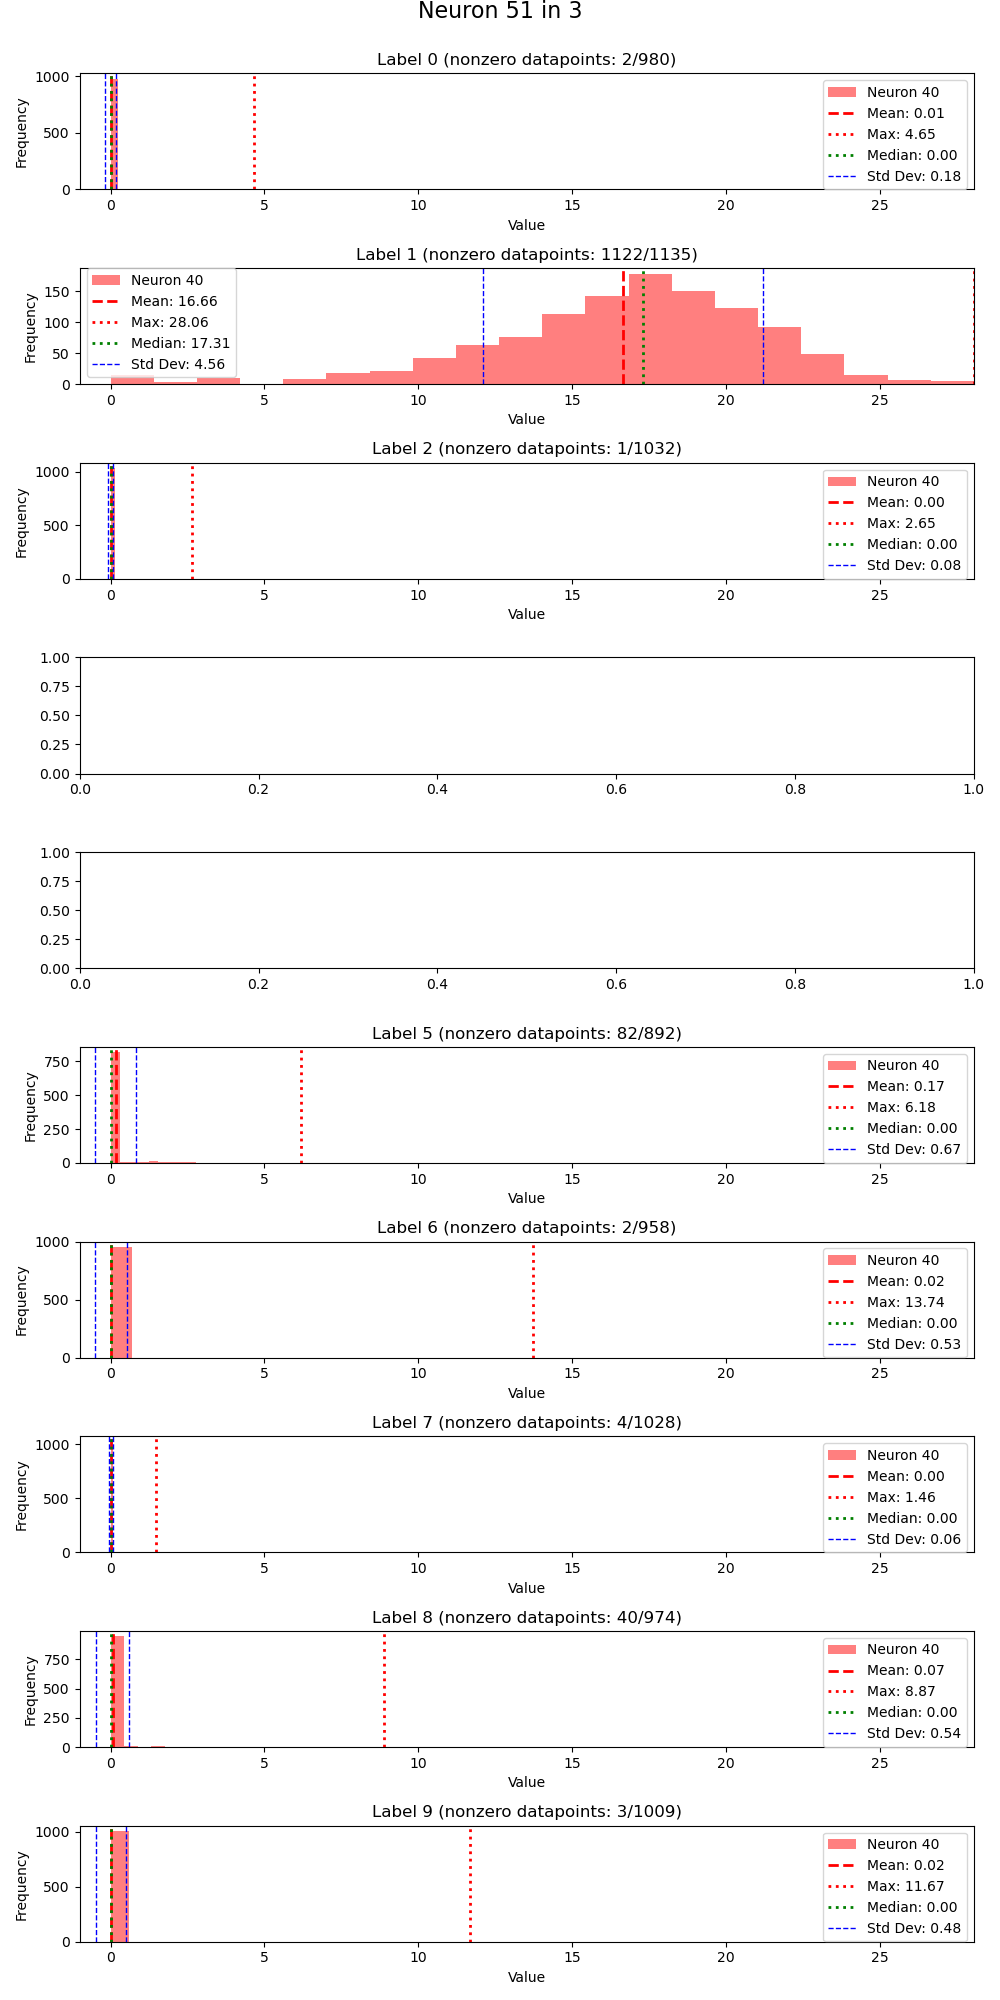 Neuron 51 in 3
Label 0 (nonzero datapoints: 2/980)
Frequency
1000
500
0
Neuron 40
Mean: 0.01
Max: 4.65
Median: 0.00
Std Dev: 0.18
0 5 10 15 20 25
Value
Label 1 (nonzero datapoints: 1122/1135)
Frequency
150
100
50
0
Neuron 40
Mean: 16.66
Max: 28.06
Median: 17.31
Std Dev: 4.56
0 5 10 15 20 25
Value
Label 2 (nonzero datapoints: 1/1032)
Frequency
1000
500
0
Neuron 40
Mean: 0.00
Max: 2.65
Median: 0.00
Std Dev: 0.08
0 5 10 15 20 25
Value
1.00
0.75
0.50
0.25
0.00
0.0 0.2 0.4 0.6 0.8 1.0
1.00
0.75
0.50
0.25
0.00
0.0 0.2 0.4 0.6 0.8 1.0
Label 5 (nonzero datapoints: 82/892)
Frequency
750
500
250
0
Neuron 40
Mean: 0.17
Max: 6.18
Median: 0.00
Std Dev: 0.67
0 5 10 15 20 25
Value
Label 6 (nonzero datapoints: 2/958)
Frequency
1000
500
0
Neuron 40
Mean: 0.02
Max: 13.74
Median: 0.00
Std Dev: 0.53
0 5 10 15 20 25
Value
Label 7 (nonzero datapoints: 4/1028)
Frequency
1000
500
0
Neuron 40
Mean: 0.00
Max: 1.46
Median: 0.00
Std Dev: 0.06
0 5 10 15 20 25
Value
Label 8 (nonzero datapoints: 40/974)
Frequency
750
500
250
0
Neuron 40
Mean: 0.07
Max: 8.87
Median: 0.00
Std Dev: 0.54
0 5 10 15 20 25
Value
Label 9 (nonzero datapoints: 3/1009)
Frequency
1000
500
0
Neuron 40
Mean: 0.02
Max: 11.67
Median: 0.00
Std Dev: 0.48
0 5 10 15 20 25
Value